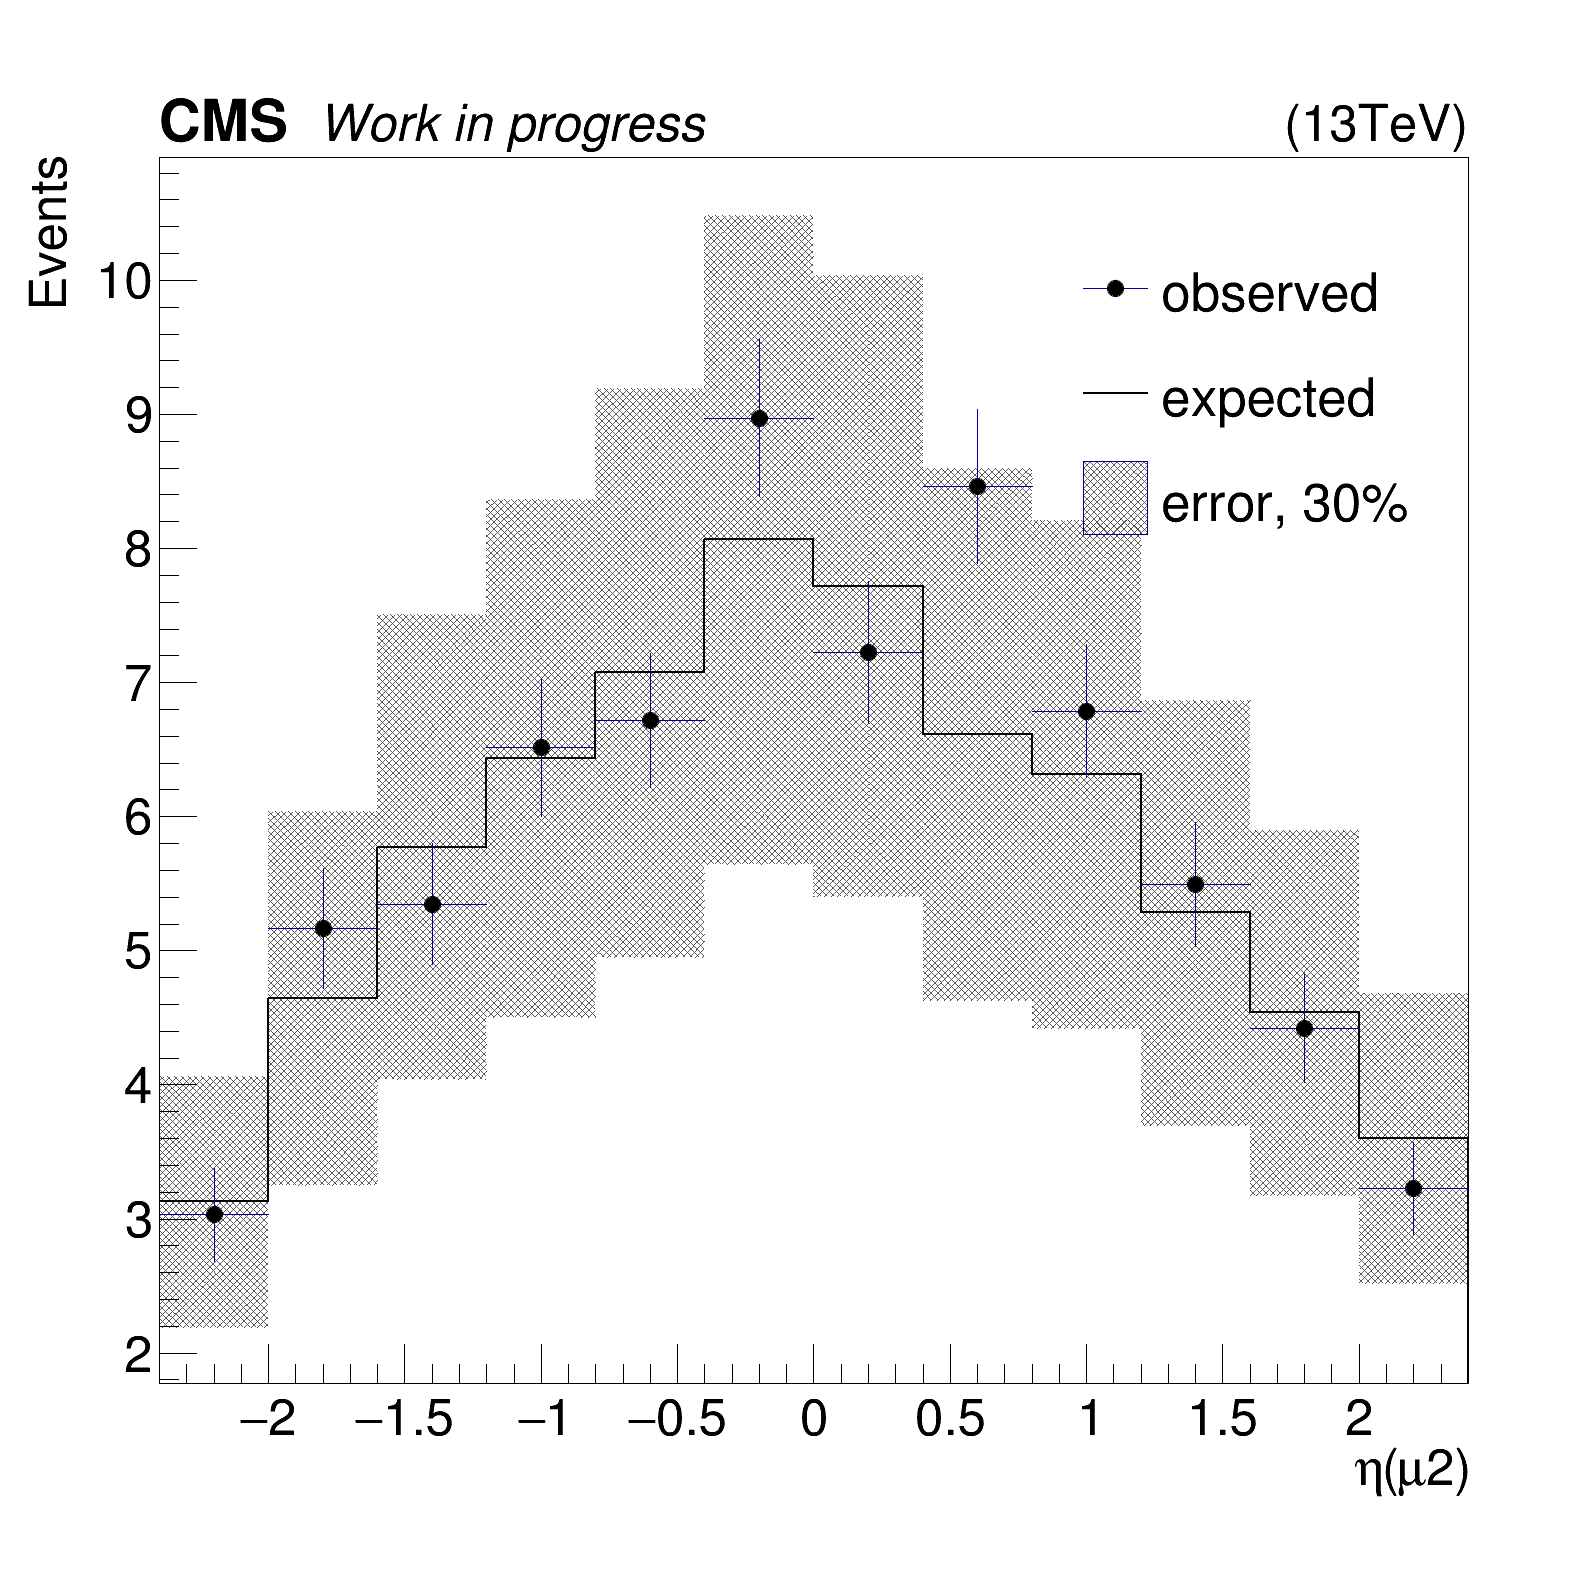 CMS Work in progress (13TeV)
Events
10
9
8
7
6
5
4
3
2
observed
expected
error, 30%
−2 −1.5 −1 −0.5 0 0.5 1 1.5 2
η(μ2)